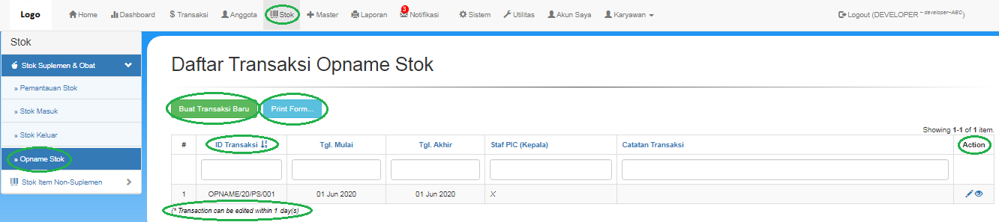 Logo Home Dashboard $ Transaksi Anggota Stok Master Laporan 3 Notifikasi Sistem Utilitas Akun Saya Karyawan Logout (DEVELOPER - developer-ABC)
Stok
Stok Suplemen & Obat
» Pemantauan Stok
» Stok Masuk
» Stok Keluar
» Opname Stok
Stok Item Non-Suplemen
Daftar Transaksi Opname Stok
Buat Transaksi Baru Print Form...
Showing 1-1 of 1 item.
# ID Transaksi Tgl. Mulai Tgl. Akhir Staf PIC (Kepala) Catatan Transaksi Action
1 OPNAME/20/PS/001 01 Jun 2020 01 Jun 2020 X
(* Transaction can be edited within 1 day(s)